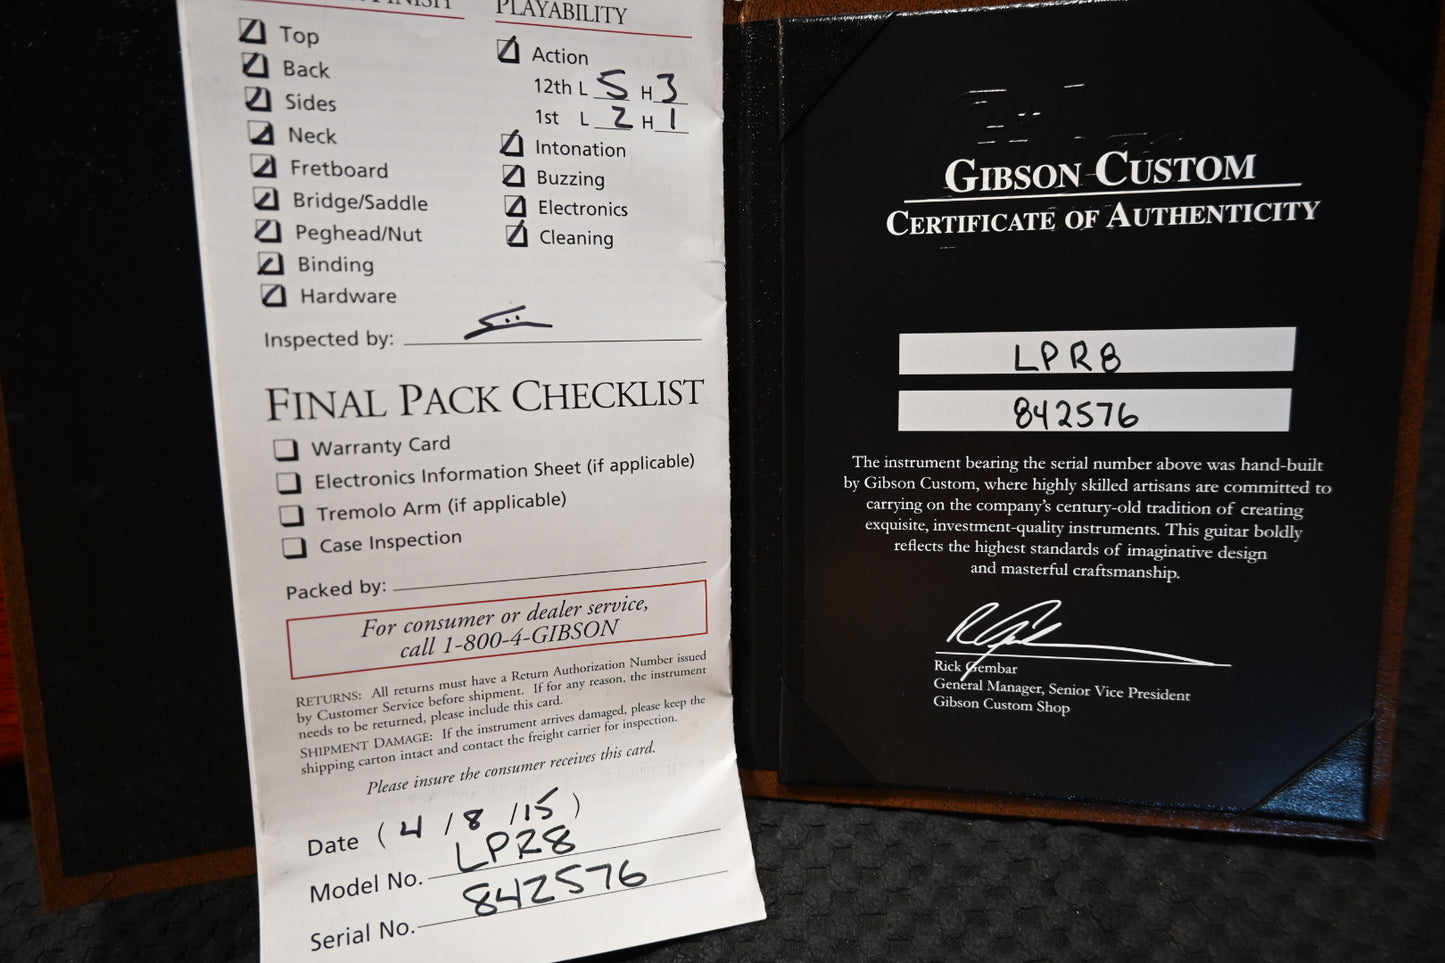 PLAYABILITY
Top
Back
Sides
Neck
Fretboard
Bridge/Saddle
Peghead/Nut
Binding
Hardware
Action
12th L 5 H 3
1st L 2 H 1
Intonation
Buzzing
Electronics
Cleaning
Inspected by:
FINAL PACK CHECKLIST
Warranty Card
Electronics Information Sheet (if applicable)
Tremolo Arm (if applicable)
Case Inspection
Packed by:
For consumer or dealer service,
call 1-800-4-GIBSON
RETURNS: All returns must have a Return Authorization Number issued
by Customer Service before shipment. If for any reason, the instrument
needs to be returned, please include this card.
SHIPMENT DAMAGE: If the instrument arrives damaged, please keep the
shipping carton intact and contact the freight carrier for inspection.
Please insure the consumer receives this card.
Date ( 4 / 8 / 15 )
Model No. LPR8
Serial No. 842576
Gibson
GIBSON CUSTOM
CERTIFICATE OF AUTHENTICITY
LPR8
842576
The instrument bearing the serial number above was hand-built
by Gibson Custom, where highly skilled artisans are committed to
carrying on the company's century-old tradition of creating
exquisite, investment-quality instruments. This guitar boldly
reflects the highest standards of imaginative design
and masterful craftsmanship.
Rick Gembar
General Manager, Senior Vice President
Gibson Custom Shop